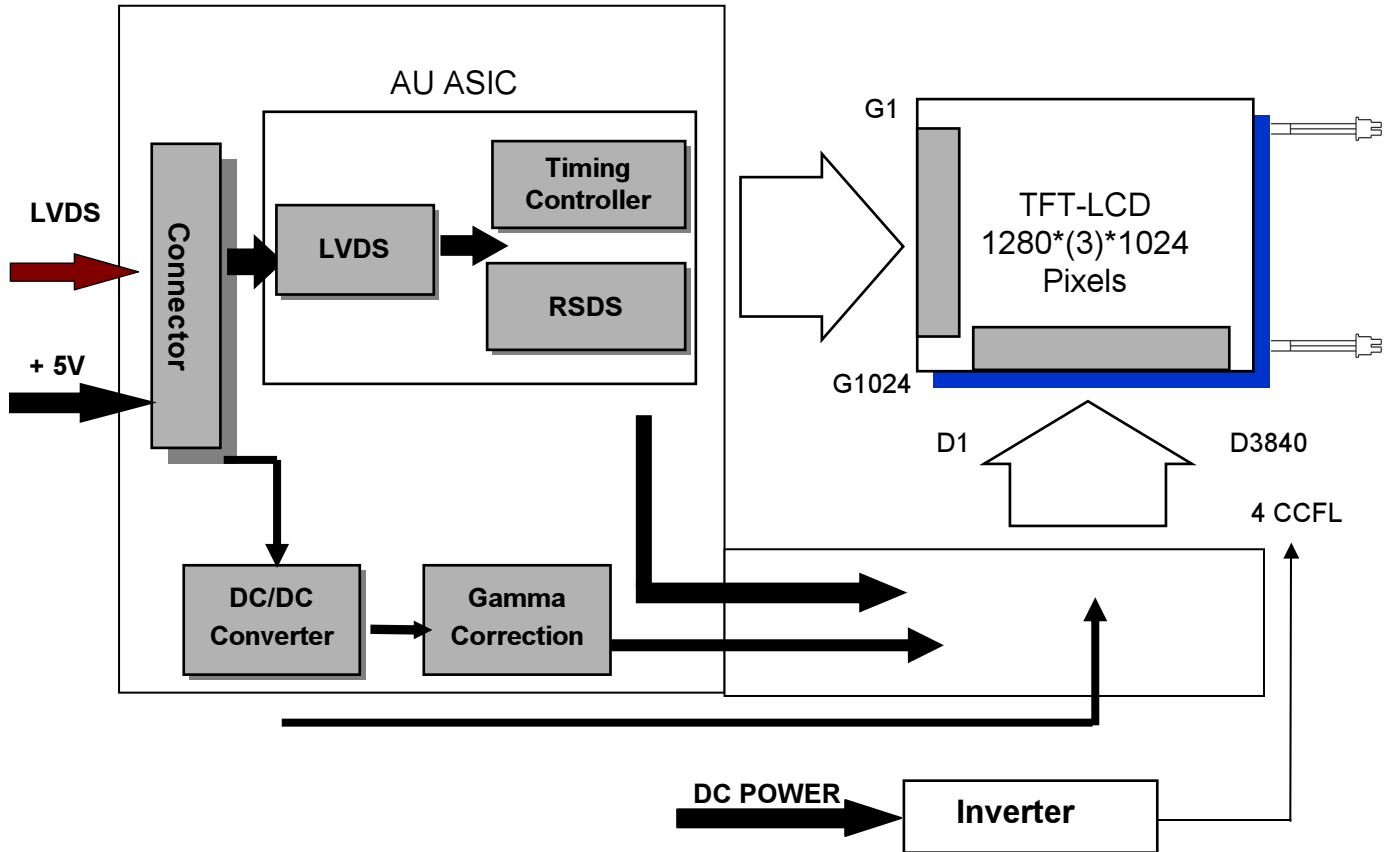 AU ASIC
G1
Timing
Controller
TFT-LCD
1280*(3)*1024
Pixels
LVDS
Connector
LVDS
RSDS
+ 5V
G1024
D1
D3840
4 CCFL
DC/DC
Converter
Gamma
Correction
DC POWER
Inverter